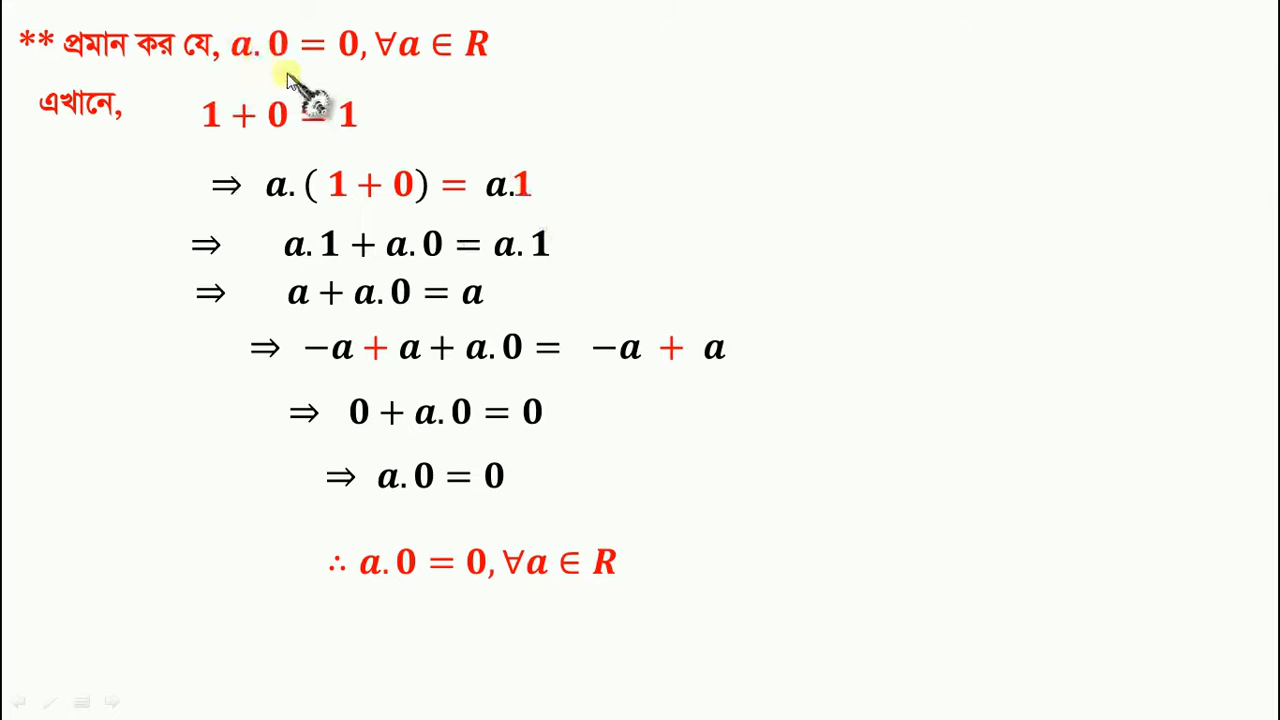 ** প্রমান কর যে, a.0 = 0, ∀a ∈ R
এখানে, 1 + 0 = 1
⇒ a.( 1 + 0) = a.1
⇒ a.1 + a.0 = a.1
⇒ a + a.0 = a
⇒ −a + a + a.0 = −a + a
⇒ 0 + a.0 = 0
⇒ a.0 = 0
∴ a.0 = 0, ∀a ∈ R